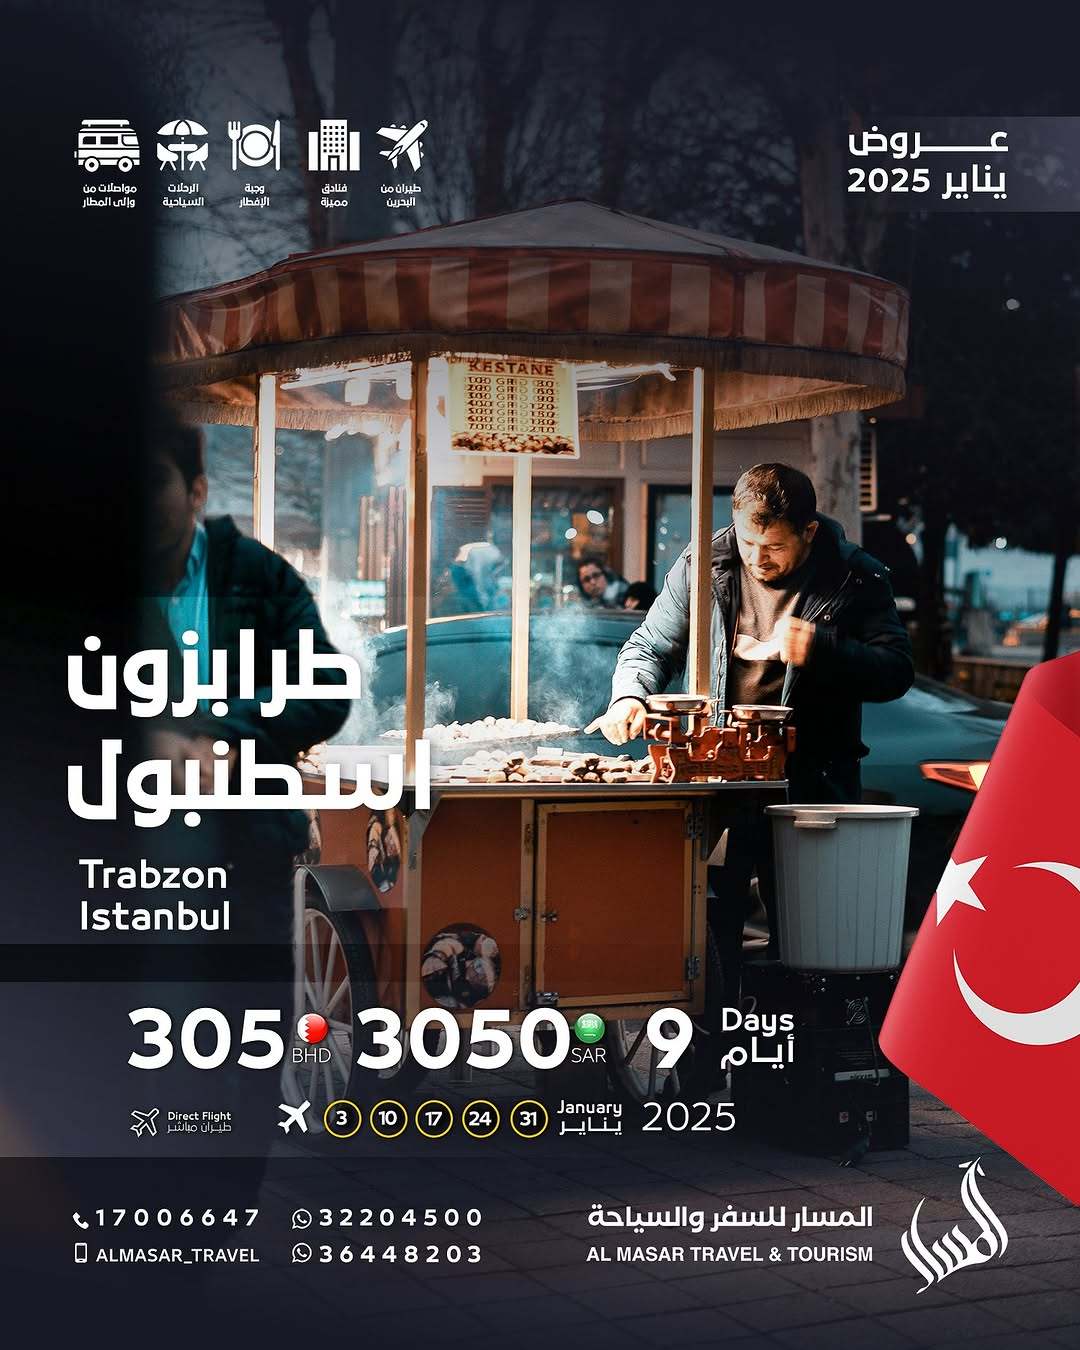 عـــروض
يناير 2025
طيران من
البحرين
فنادق
مميزة
وجبة
الإفطار
الرحلات
السياحية
مواصلات من
وإلى المطار
KESTANE
طرابزون
اسطنبول
Trabzon
Istanbul
305 BHD 3050 SAR 9 Days أيام
Direct Flight
طيران مباشر
3 10 17 24 31 January يناير 2025
17006647 32204500
ALMASAR_TRAVEL 36448203
المسار للسفر والسياحة
AL MASAR TRAVEL & TOURISM
المسار